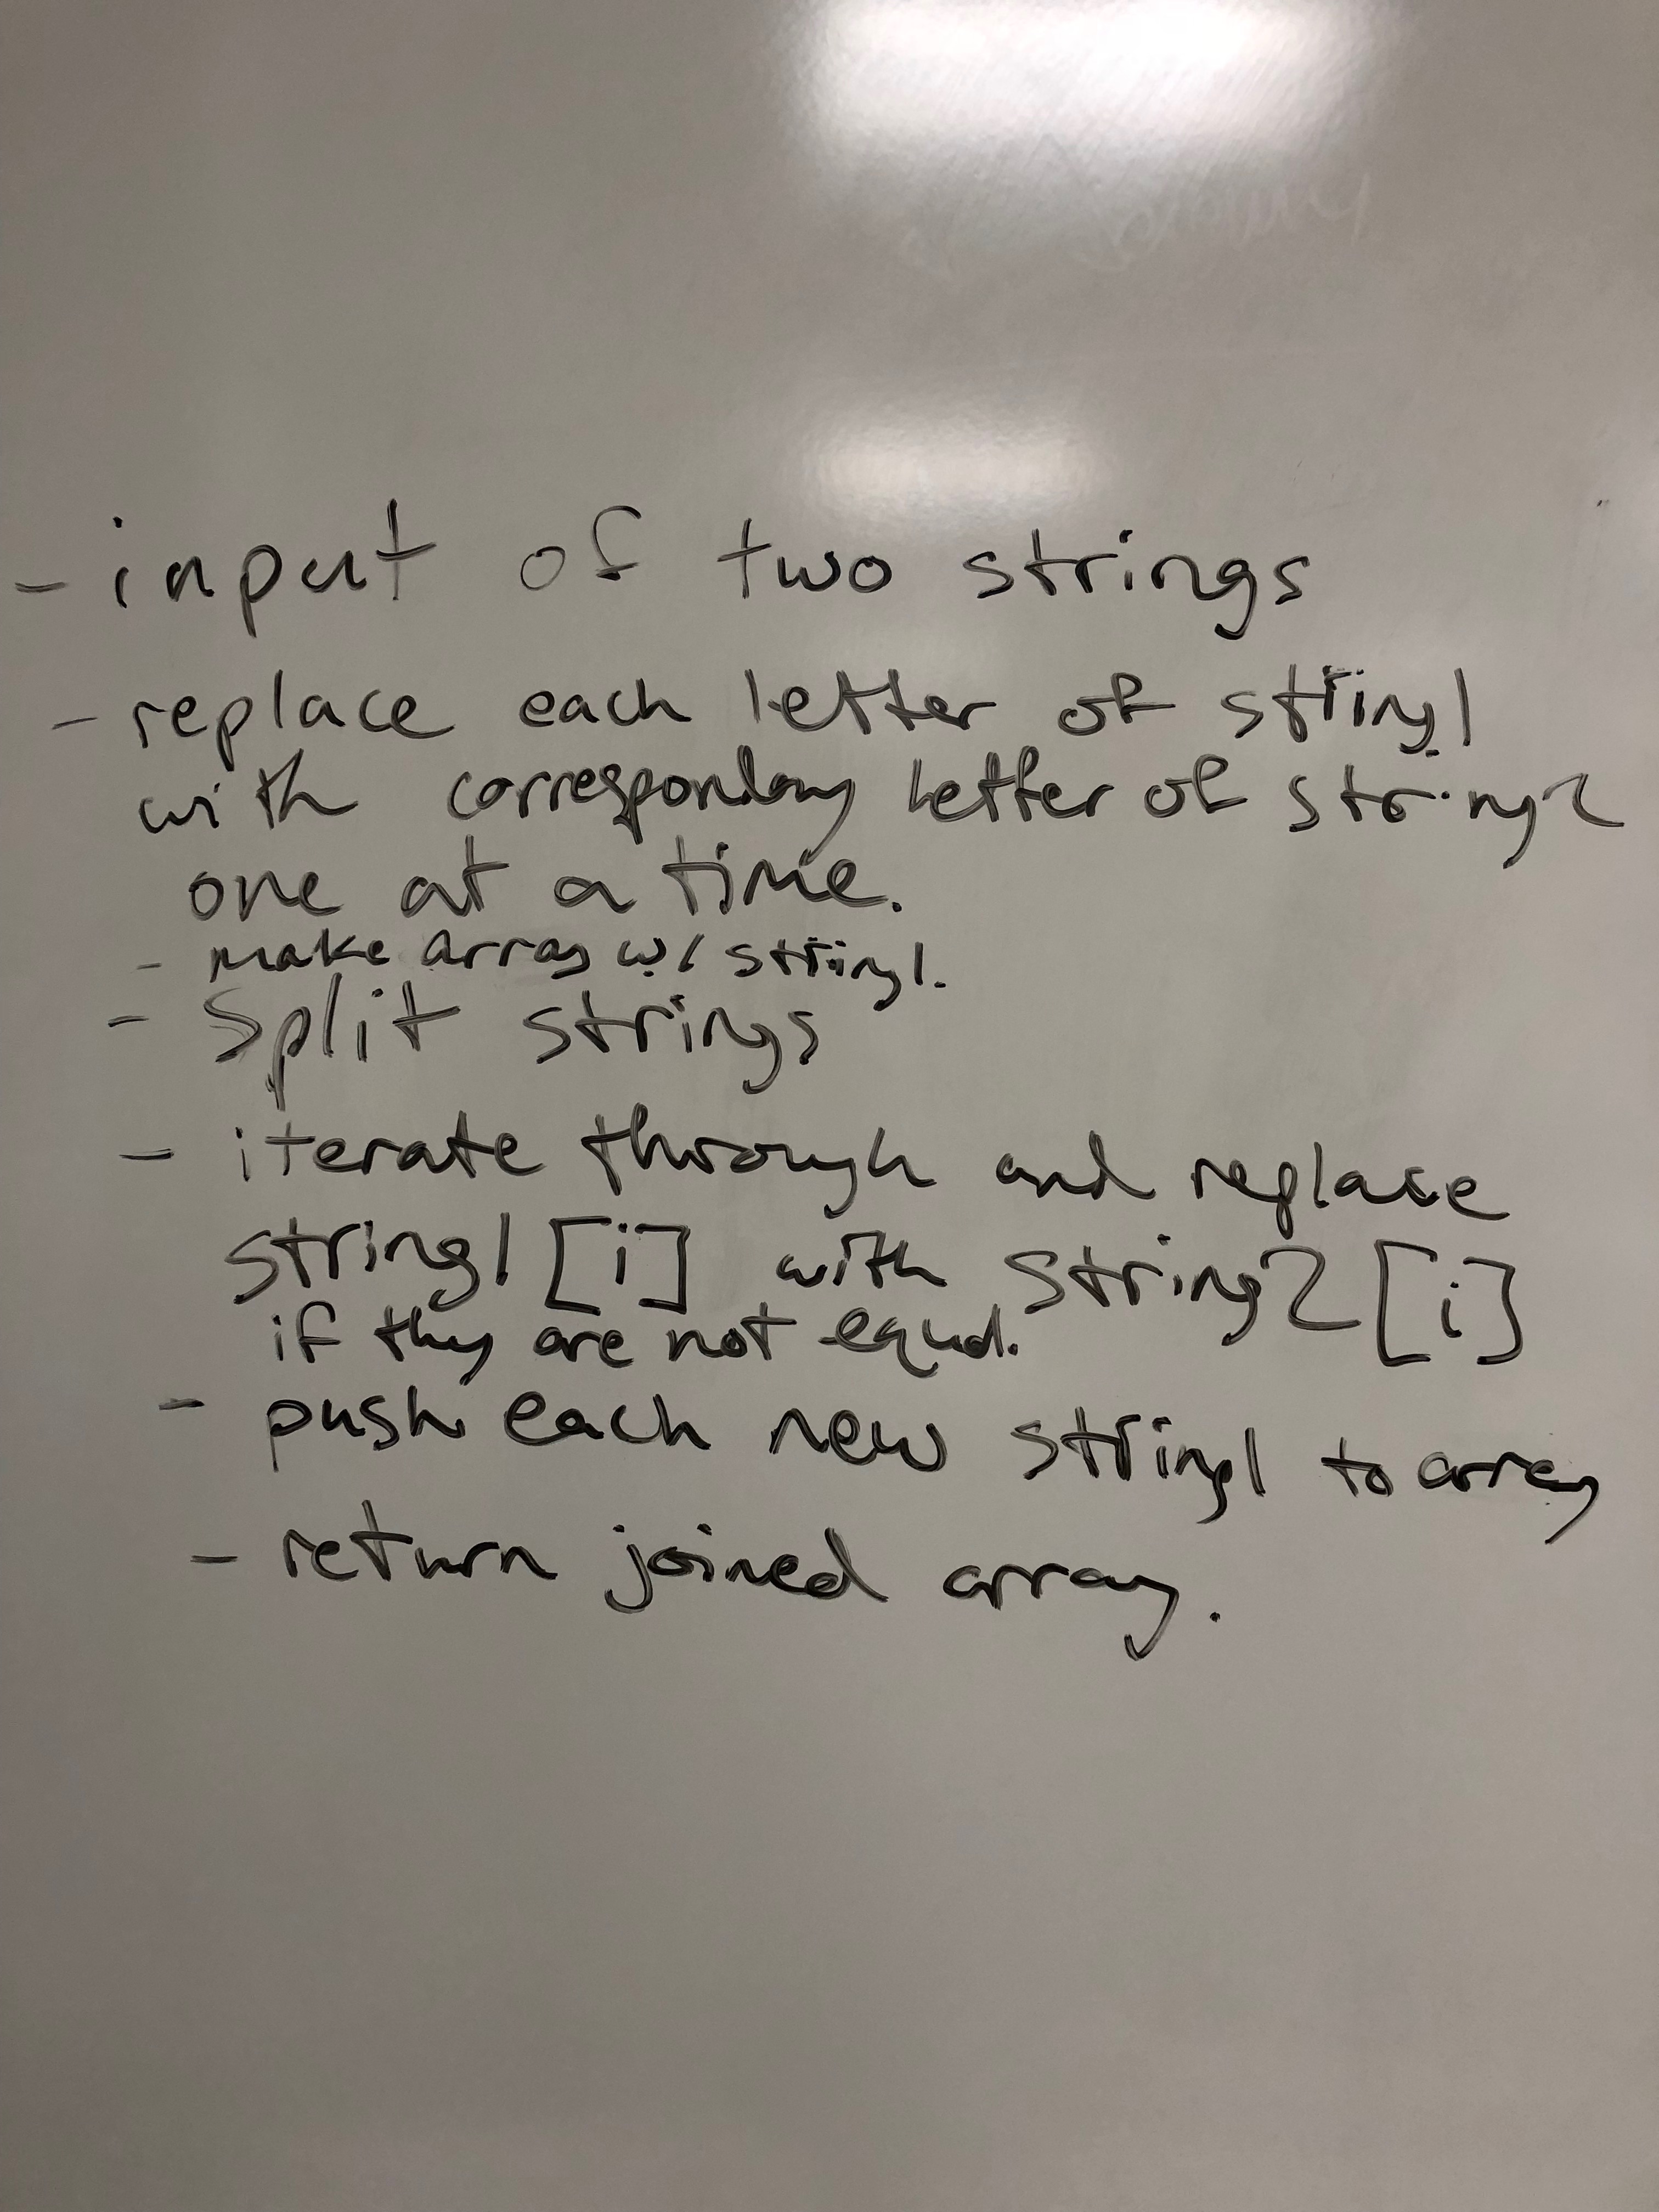 - input of two strings
- replace each letter of string1
with corresponding letter of string2
one at a time.
- make array w/ string1.
- Split strings
- iterate through and replace
string1[i] with string2[i]
if they are not equal.
- push each new string1 to array
- return joined array.